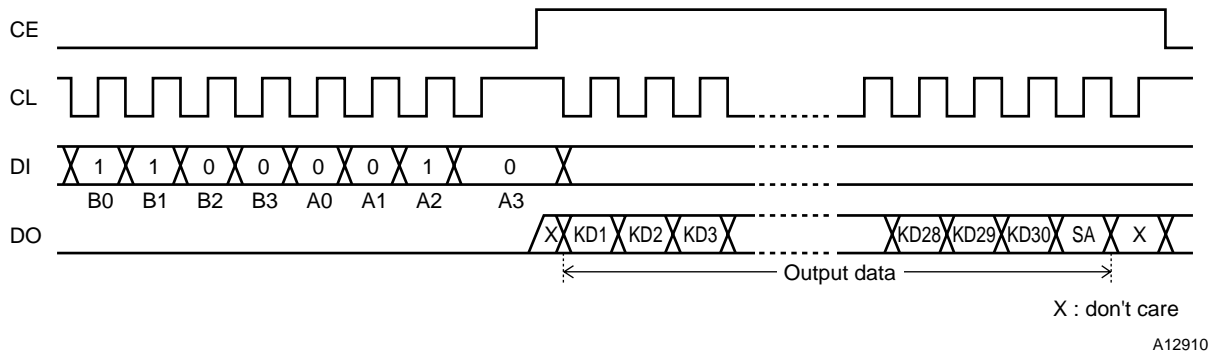 CE
CL
DI 1 1 0 0 0 0 1 0
B0 B1 B2 B3 A0 A1 A2 A3
DO X KD1 KD2 KD3 KD28 KD29 KD30 SA X
Output data
X : don't care
A12910